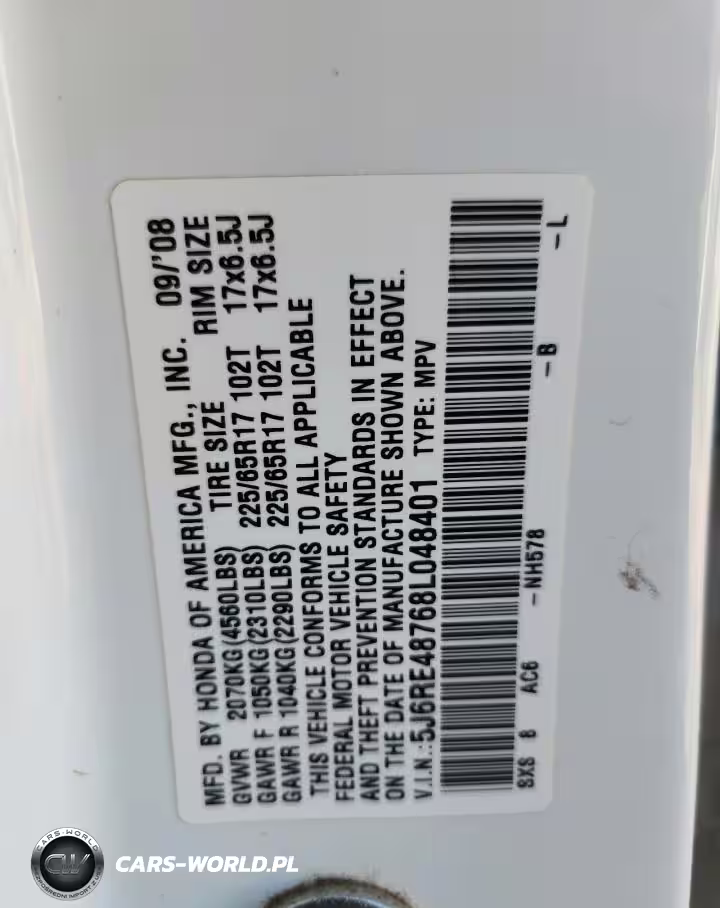 MFD. BY HONDA OF AMERICA MFG., INC. 09/'08
TIRE SIZE RIM SIZE
GVWR 2070KG(4560LBS)
GAWR F 1050KG(2310LBS) 225/65R17 102T 17x6.5J
GAWR R 1040KG(2290LBS) 225/65R17 102T 17x6.5J
THIS VEHICLE CONFORMS TO ALL APPLICABLE
FEDERAL MOTOR VEHICLE SAFETY
AND THEFT PREVENTION STANDARDS IN EFFECT
ON THE DATE OF MANUFACTURE SHOWN ABOVE.
V.I.N.:5J6RE48768L048401 TYPE: MPV
SXS 8 AC6 -NH578 -B -L
CARS-WORLD
CW
CARS-WORLD.PL